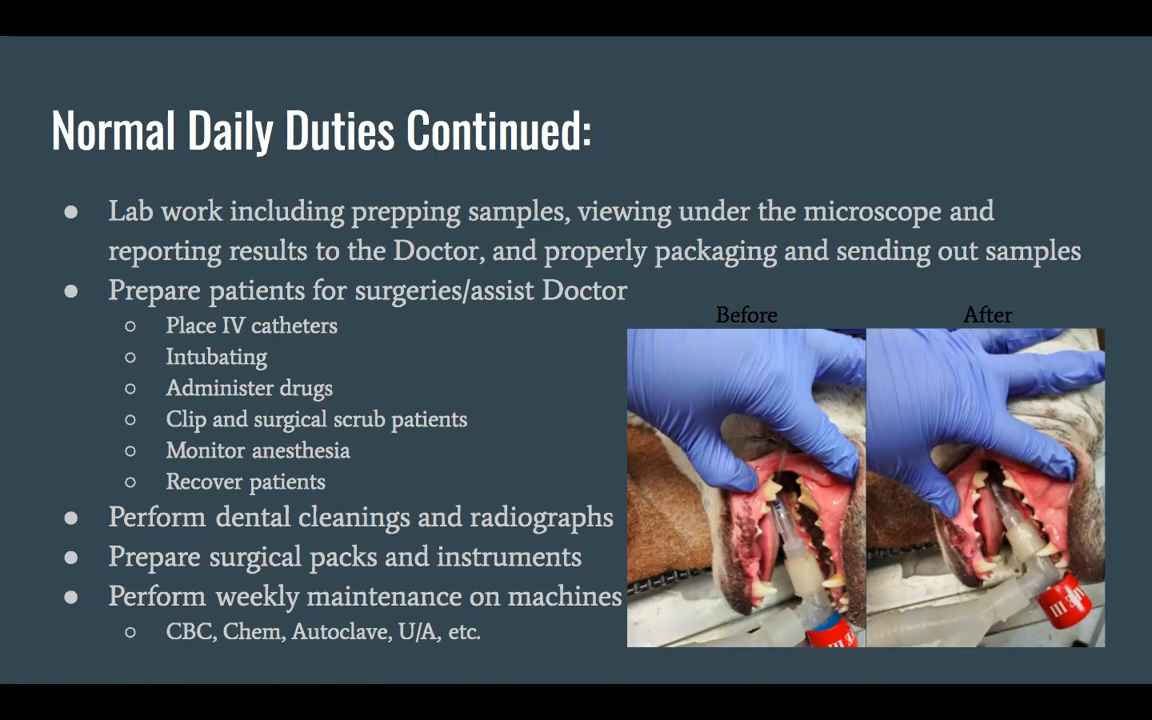 Normal Daily Duties Continued:
● Lab work including prepping samples, viewing under the microscope and
reporting results to the Doctor, and properly packaging and sending out samples
● Prepare patients for surgeries/assist Doctor
○ Place IV catheters
○ Intubating
○ Administer drugs
○ Clip and surgical scrub patients
○ Monitor anesthesia
○ Recover patients
● Perform dental cleanings and radiographs
● Prepare surgical packs and instruments
● Perform weekly maintenance on machines
○ CBC, Chem, Autoclave, U/A, etc.
Before
After